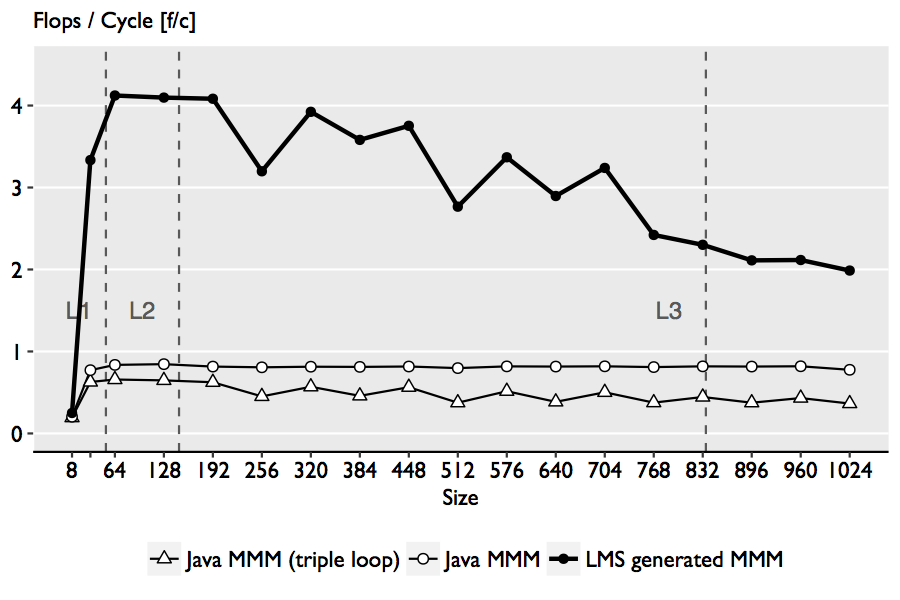 Flops / Cycle [f/c]
4
3
2
L1 L2 L3
1
0
8 64 128 192 256 320 384 448 512 576 640 704 768 832 896 960 1024
Size
Java MMM (triple loop) Java MMM LMS generated MMM